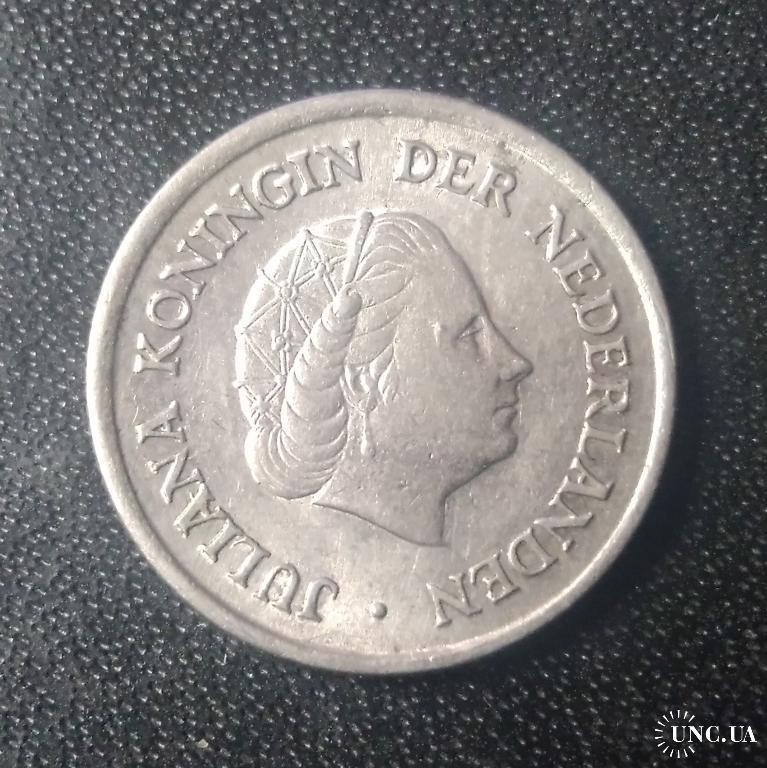 JULIANA KONINGIN DER NEDERLANDEN •
UNC.UA